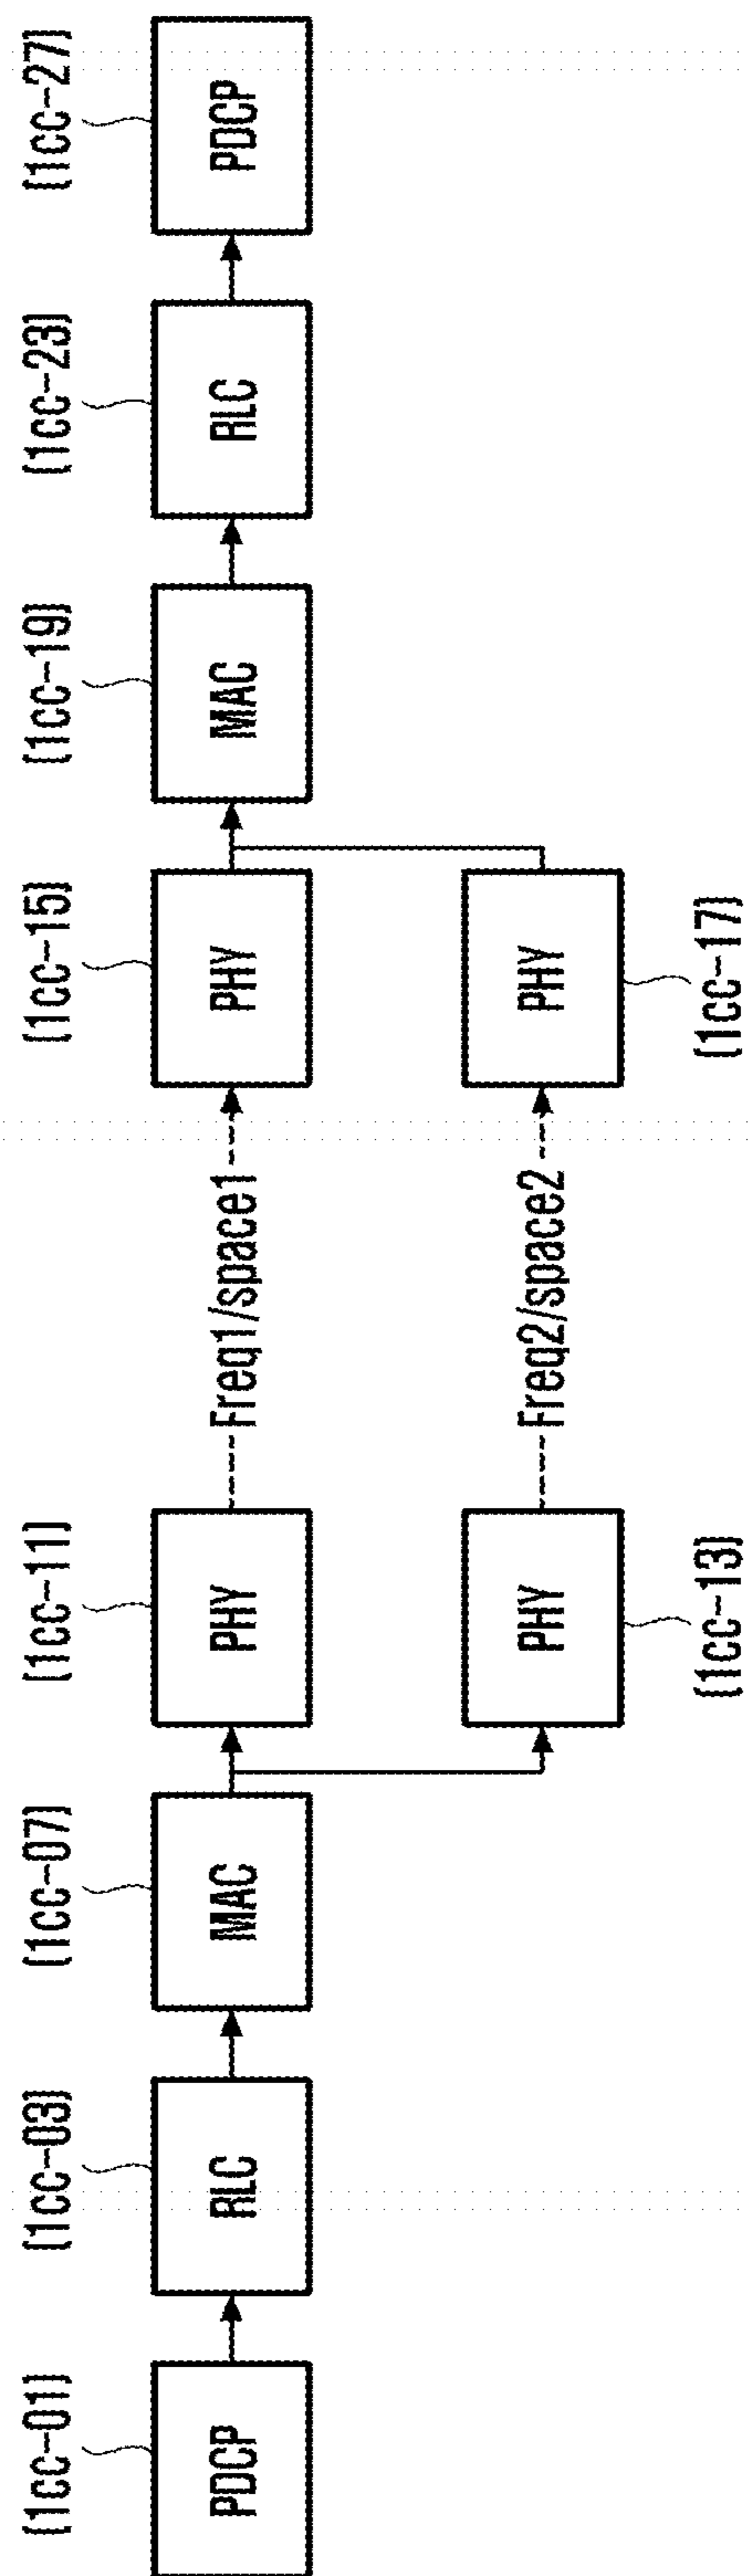 (1cc-01)
(1cc-03)
(1cc-07)
(1cc-11)
(1cc-15)
(1cc-19)
(1cc-23)
(1cc-27)
PDCP
RLC
MAC
PHY
Freq1/space1
PHY
MAC
RLC
PDCP
PHY
Freq2/space2
PHY
(1cc-13)
(1cc-17)